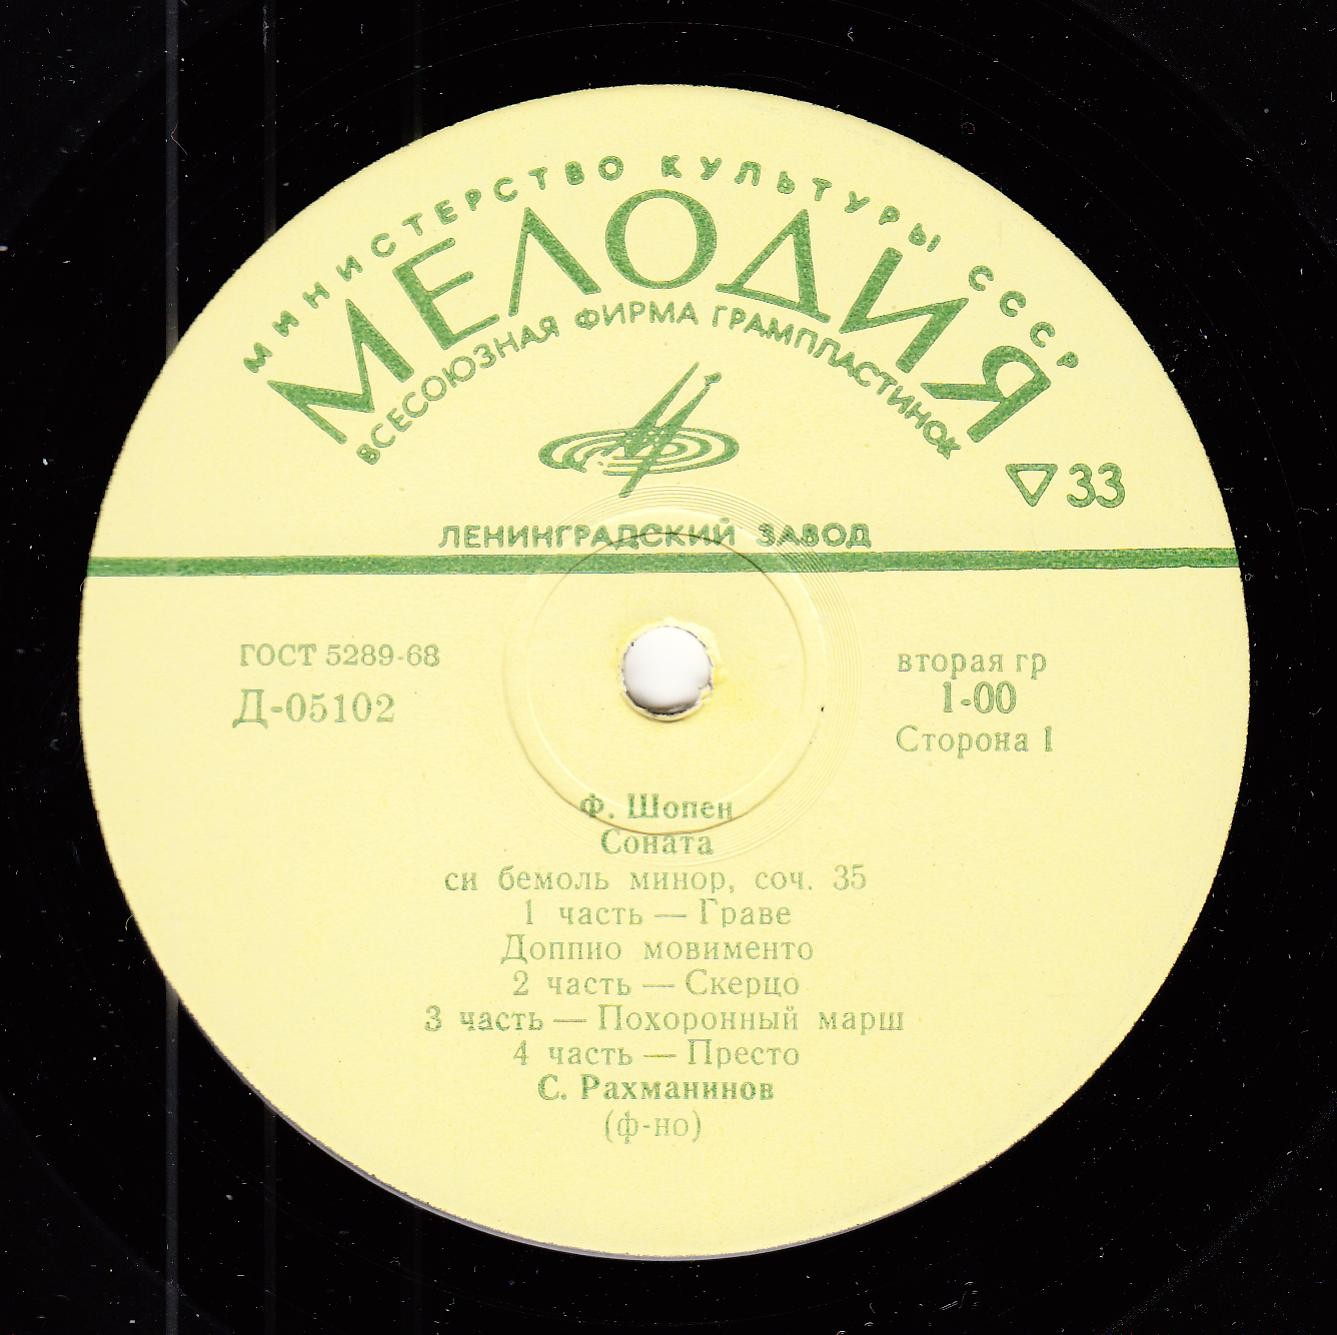 МИНИСТЕРСТВО КУЛЬТУРЫ СССР
МЕЛОДИЯ
ВСЕСОЮЗНАЯ ФИРМА ГРАМПЛАСТИНОК
33
ЛЕНИНГРАДСКИЙ ЗАВОД
ГОСТ 5289-68
Д-05102
вторая гр
1-00
Сторона 1
Ф. Шопен
Соната
си бемоль минор, соч. 35
1 часть — Граве
Доппио мовименто
2 часть — Скерцо
3 часть — Похоронный марш
4 часть — Престо
С. Рахманинов
(ф-но)